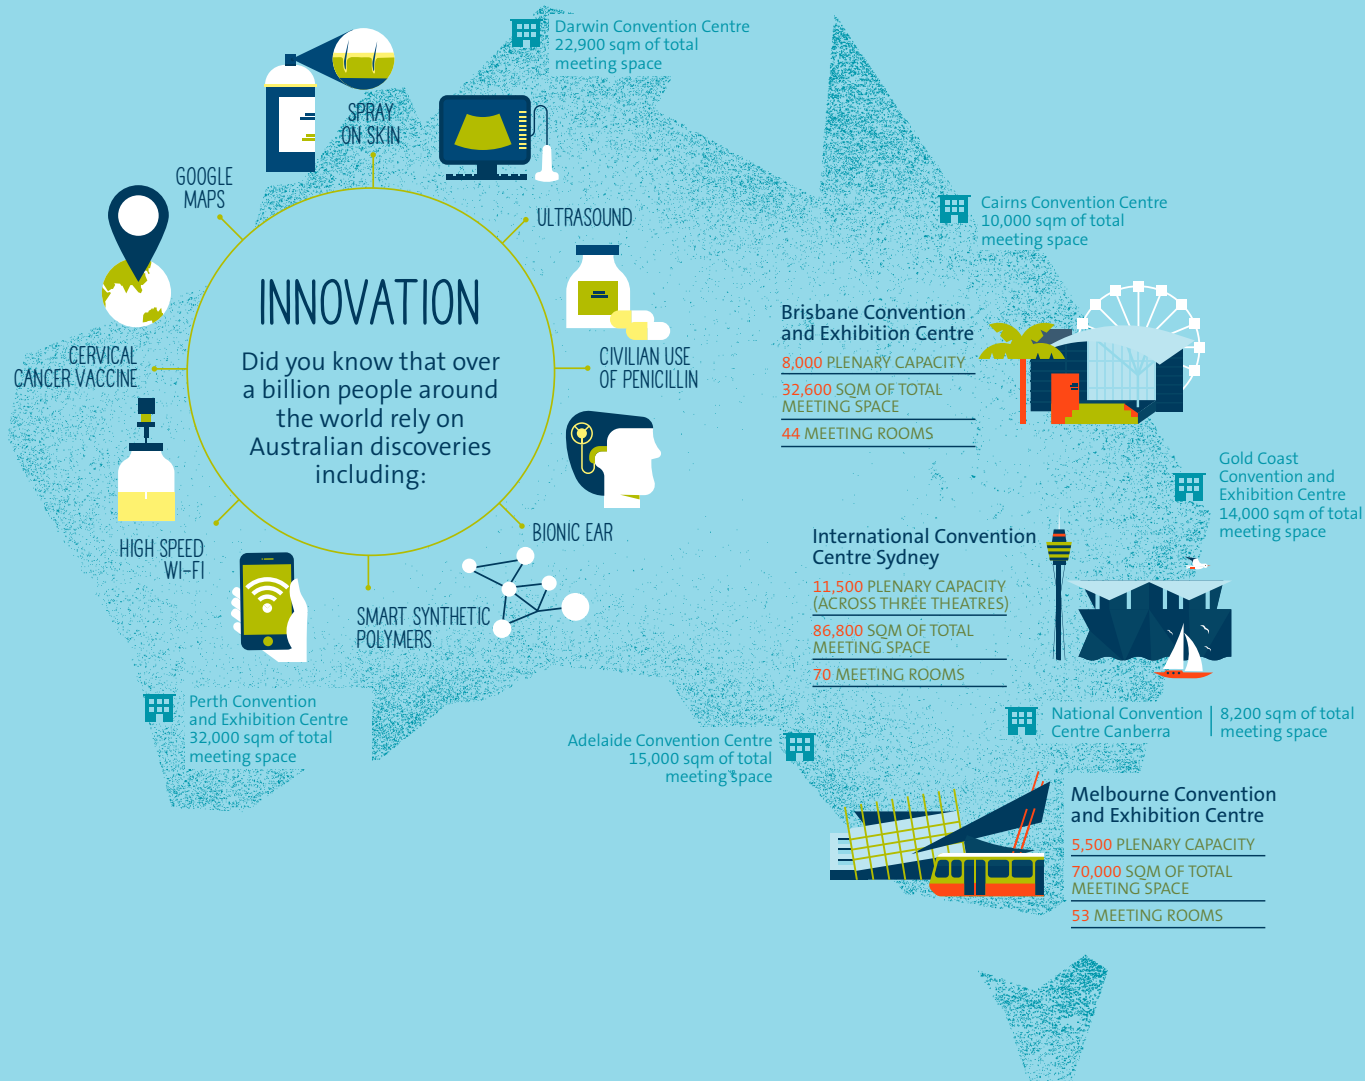 Darwin Convention Centre
22,900 sqm of total
meeting space
SPRAY
ON SKIN
GOOGLE
MAPS
ULTRASOUND
Cairns Convention Centre
10,000 sqm of total
meeting space
INNOVATION
Did you know that over
a billion people around
the world rely on
Australian discoveries
including:
CERVICAL
CANCER VACCINE
CIVILIAN USE
OF PENICILLIN
HIGH SPEED
WI-FI
BIONIC EAR
SMART SYNTHETIC
POLYMERS
Brisbane Convention
and Exhibition Centre
8,000 PLENARY CAPACITY
32,600 SQM OF TOTAL
MEETING SPACE
44 MEETING ROOMS
Gold Coast
Convention and
Exhibition Centre
14,000 sqm of total
meeting space
International Convention
Centre Sydney
11,500 PLENARY CAPACITY
(ACROSS THREE THEATRES)
86,800 SQM OF TOTAL
MEETING SPACE
70 MEETING ROOMS
Perth Convention
and Exhibition Centre
32,000 sqm of total
meeting space
Adelaide Convention Centre
15,000 sqm of total
meeting space
National Convention
Centre Canberra
8,200 sqm of total
meeting space
Melbourne Convention
and Exhibition Centre
5,500 PLENARY CAPACITY
70,000 SQM OF TOTAL
MEETING SPACE
53 MEETING ROOMS